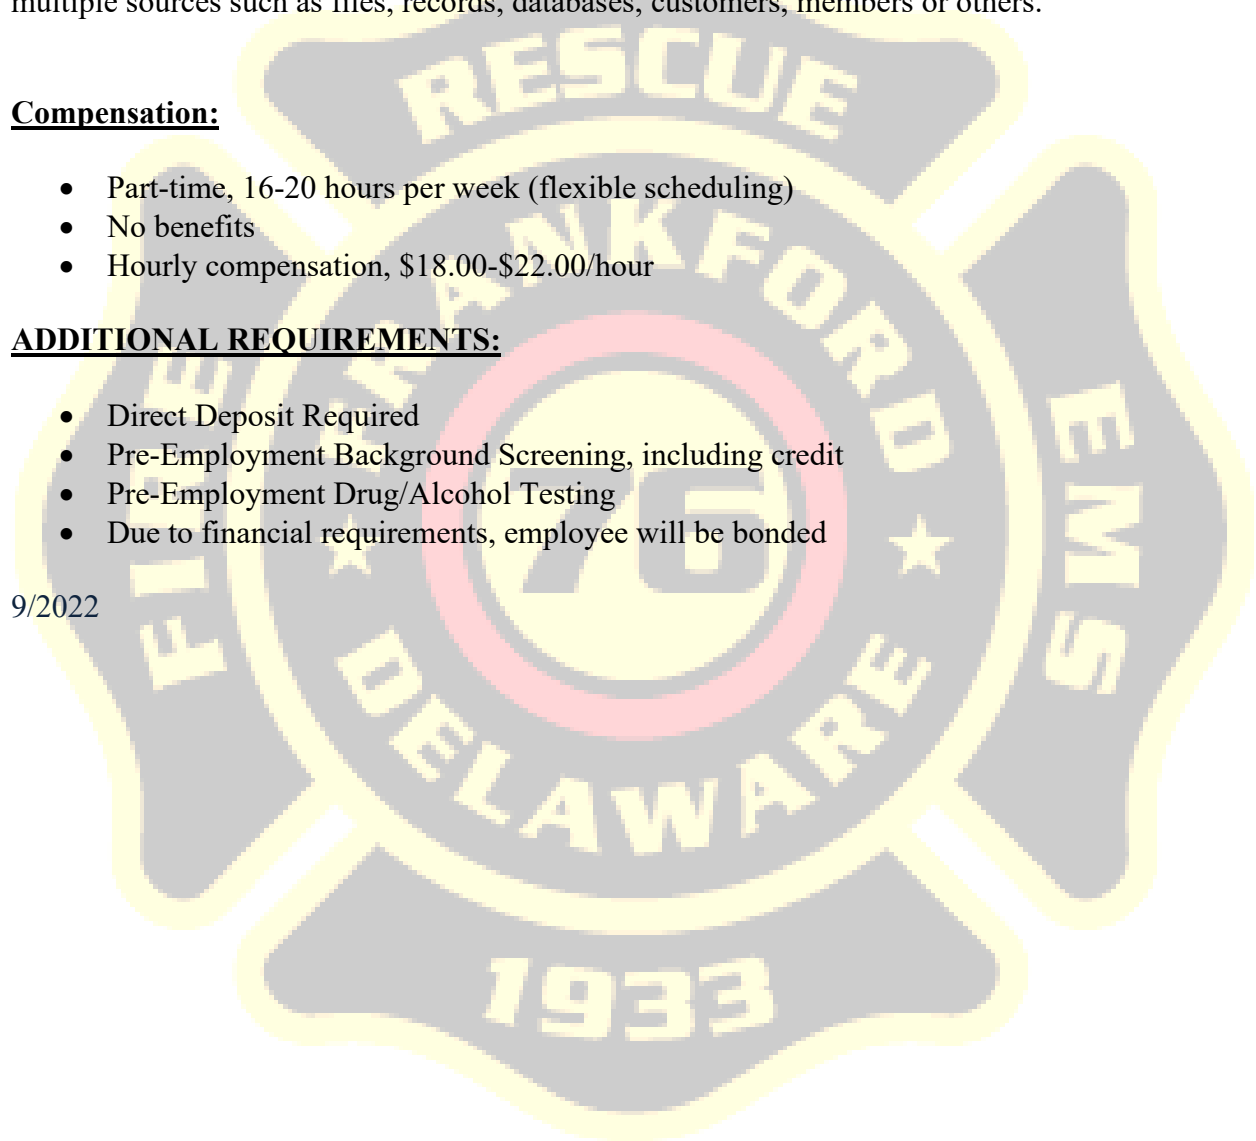 multiple sources such as files, records, databases, customers, members or others.
Compensation:
• Part-time, 16-20 hours per week (flexible scheduling)
• No benefits
• Hourly compensation, $18.00-$22.00/hour
ADDITIONAL REQUIREMENTS:
• Direct Deposit Required
• Pre-Employment Background Screening, including credit
• Pre-Employment Drug/Alcohol Testing
• Due to financial requirements, employee will be bonded
9/2022
RESCUE
FRANKFORD
FIRE
76
EMS
DELAWARE
1933